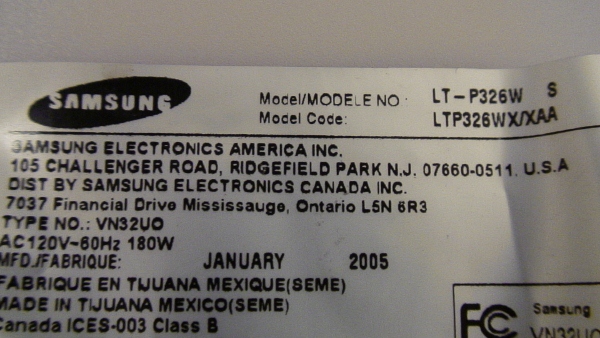 SAMSUNG
Model/MODELE NO.: LT-P326W S
Model Code: LTP326WX/XAA
SAMSUNG ELECTRONICS AMERICA INC.
105 CHALLENGER ROAD, RIDGEFIELD PARK N.J. 07660-0511. U.S.A
DIST BY SAMSUNG ELECTRONICS CANADA INC.
7037 Financial Drive Mississauge, Ontario L5N 6R3
TYPE NO.: VN32UO
AC120V~60Hz 180W
MFD./FABRIQUE: JANUARY 2005
FABRIQUE EN TIJUANA MEXIQUE(SEME)
MADE IN TIJUANA MEXICO(SEME)
Canada ICES-003 Class B
FC Samsung
VN32UO